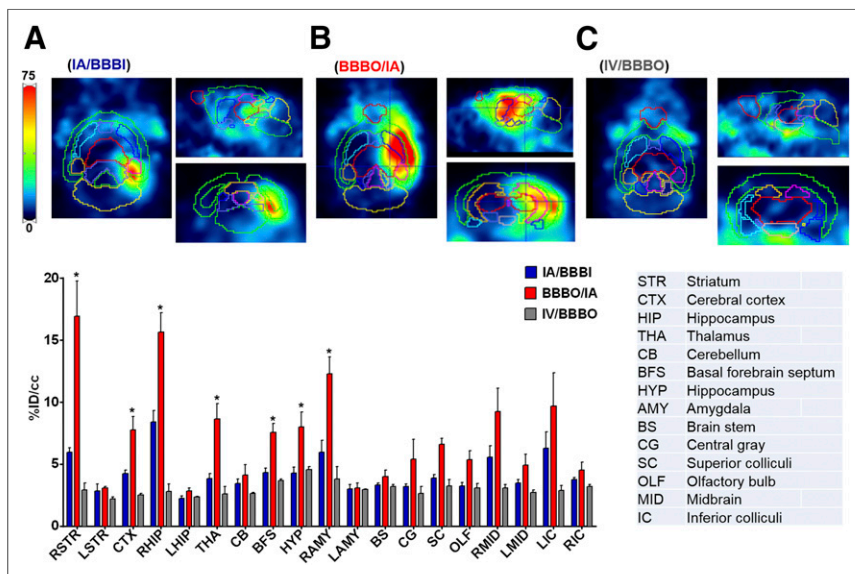 A
B
C
(IA/BBBI)
(BBBO/IA)
(IV/BBBO)
75
0
20
15
10
5
0
%ID/cc
*
*
*
*
*
*
*
IA/BBBI
BBBO/IA
IV/BBBO
RSTR
LSTR
CTX
RHIP
LHIP
THA
CB
BFS
HYP
RAMY
LAMY
BS
CG
SC
OLF
RMID
LMID
LIC
RIC
STR Striatum
CTX Cerebral cortex
HIP Hippocampus
THA Thalamus
CB Cerebellum
BFS Basal forebrain septum
HYP Hippocampus
AMY Amygdala
BS Brain stem
CG Central gray
SC Superior colliculi
OLF Olfactory bulb
MID Midbrain
IC Inferior colliculi